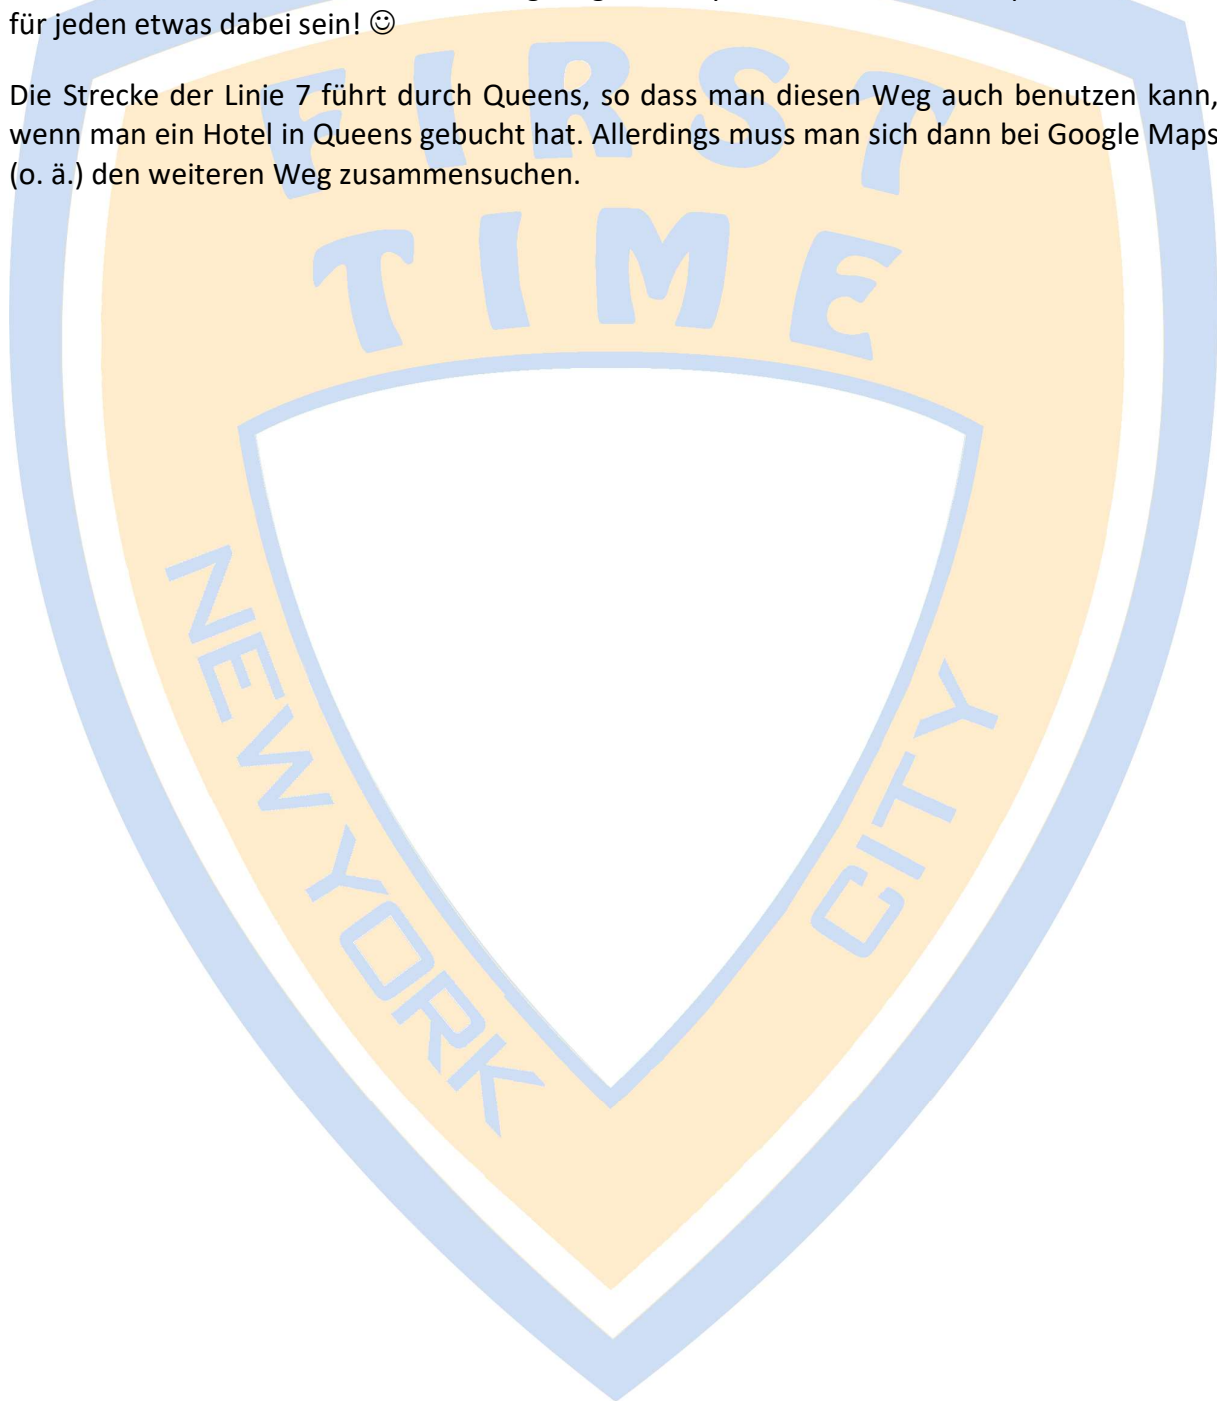 für jeden etwas dabei sein! ☺
Die Strecke der Linie 7 führt durch Queens, so dass man diesen Weg auch benutzen kann,
wenn man ein Hotel in Queens gebucht hat. Allerdings muss man sich dann bei Google Maps
(o. ä.) den weiteren Weg zusammensuchen.
FIRST
TIME
NEW YORK
CITY